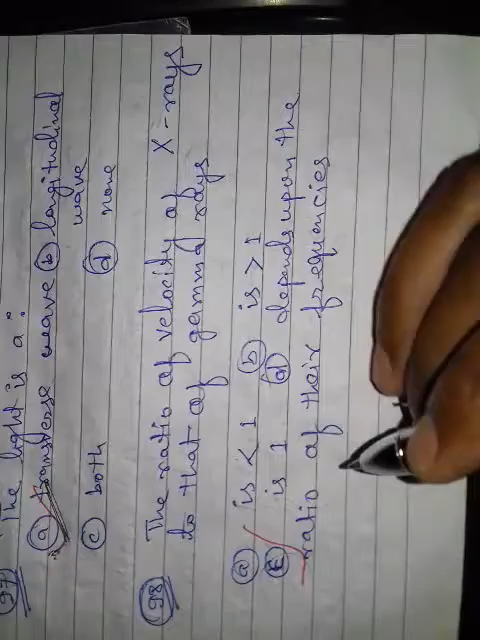 97 The light is a :
a transverse wave b longitudinal
wave
c both d none
98 The ratio of velocity of X-rays
to that of gamma rays
a is < 1 b is > 1
c is 1 d depends upon the
ratio of their frequencies